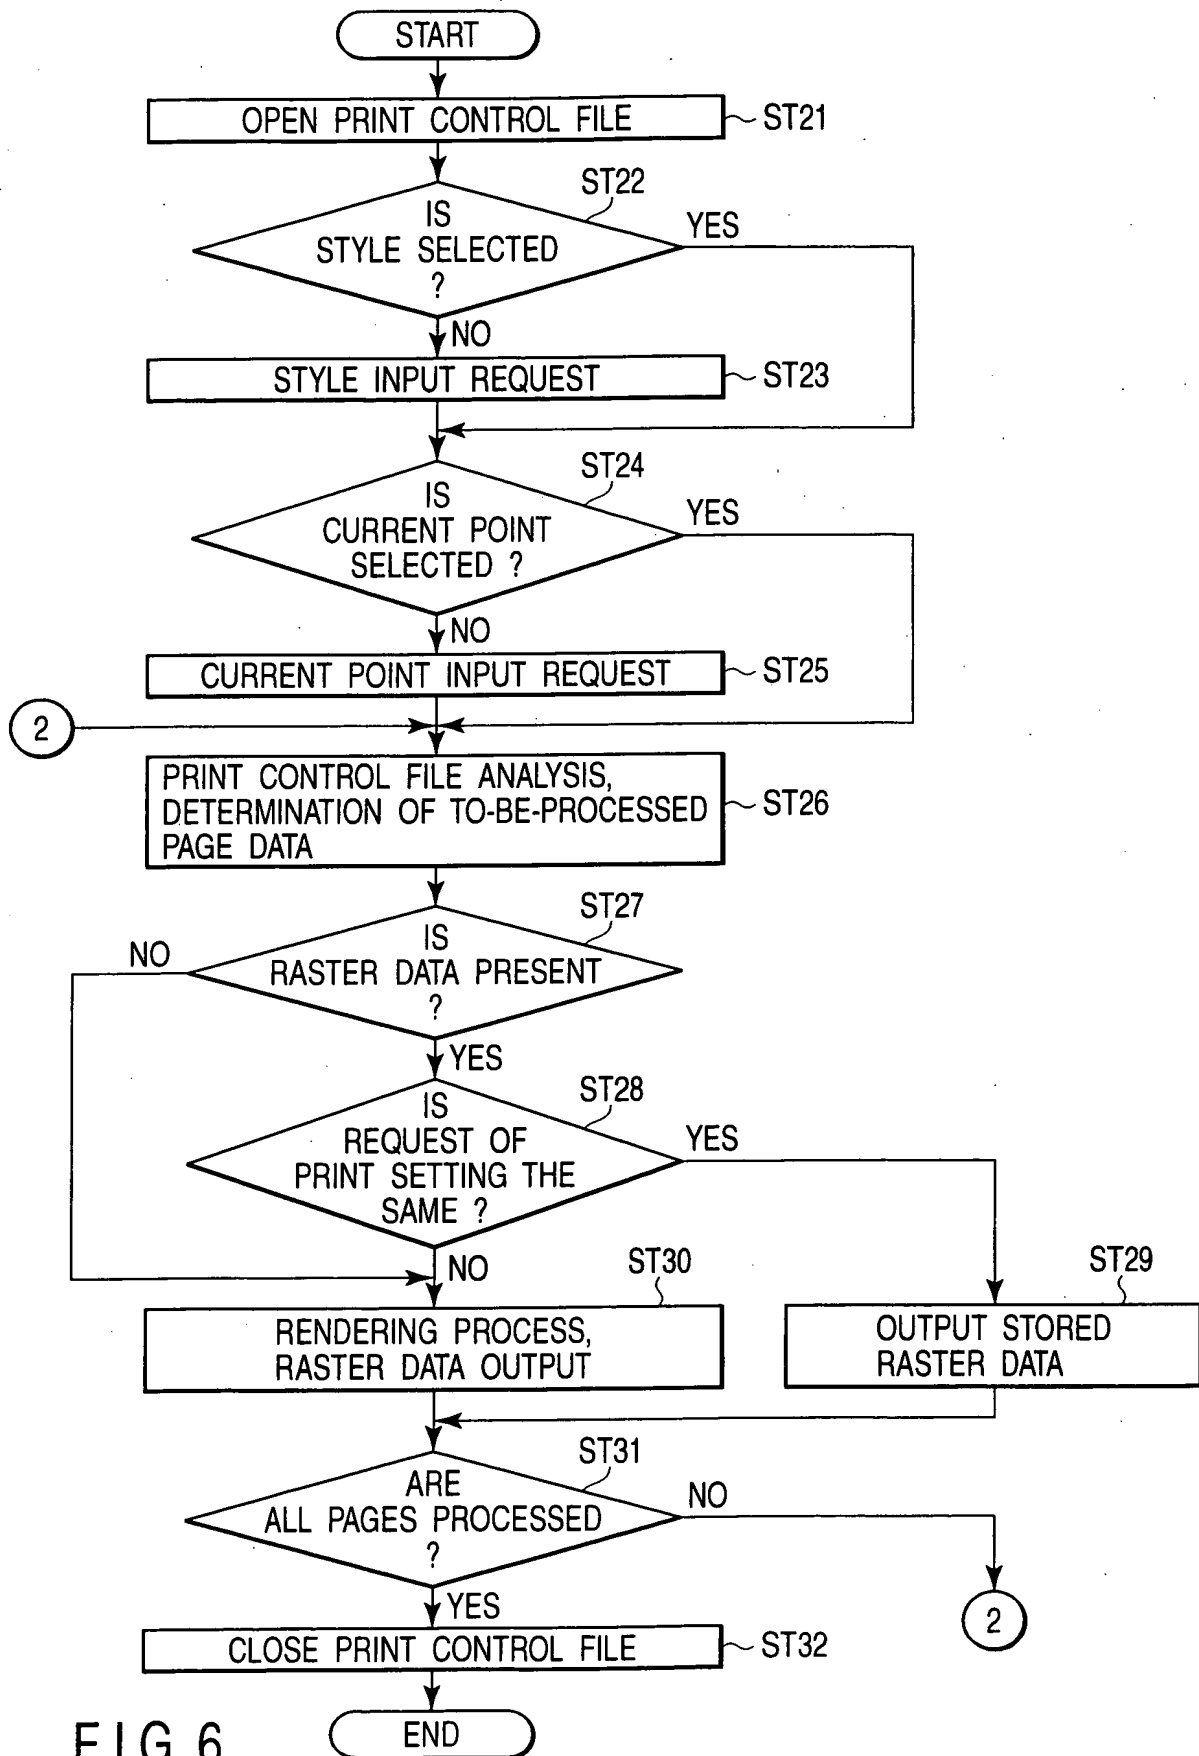 START
OPEN PRINT CONTROL FILE
ST21
ST22
IS
STYLE SELECTED
?
YES
NO
STYLE INPUT REQUEST
ST23
ST24
IS
CURRENT POINT
SELECTED ?
YES
NO
CURRENT POINT INPUT REQUEST
ST25
2
PRINT CONTROL FILE ANALYSIS,
DETERMINATION OF TO-BE-PROCESSED
PAGE DATA
ST26
ST27
IS
RASTER DATA PRESENT
?
NO
YES
ST28
IS
REQUEST OF
PRINT SETTING THE
SAME ?
YES
NO
ST30
RENDERING PROCESS,
RASTER DATA OUTPUT
ST29
OUTPUT STORED
RASTER DATA
ST31
ARE
ALL PAGES PROCESSED
?
NO
2
YES
CLOSE PRINT CONTROL FILE
ST32
END
FIG. 6